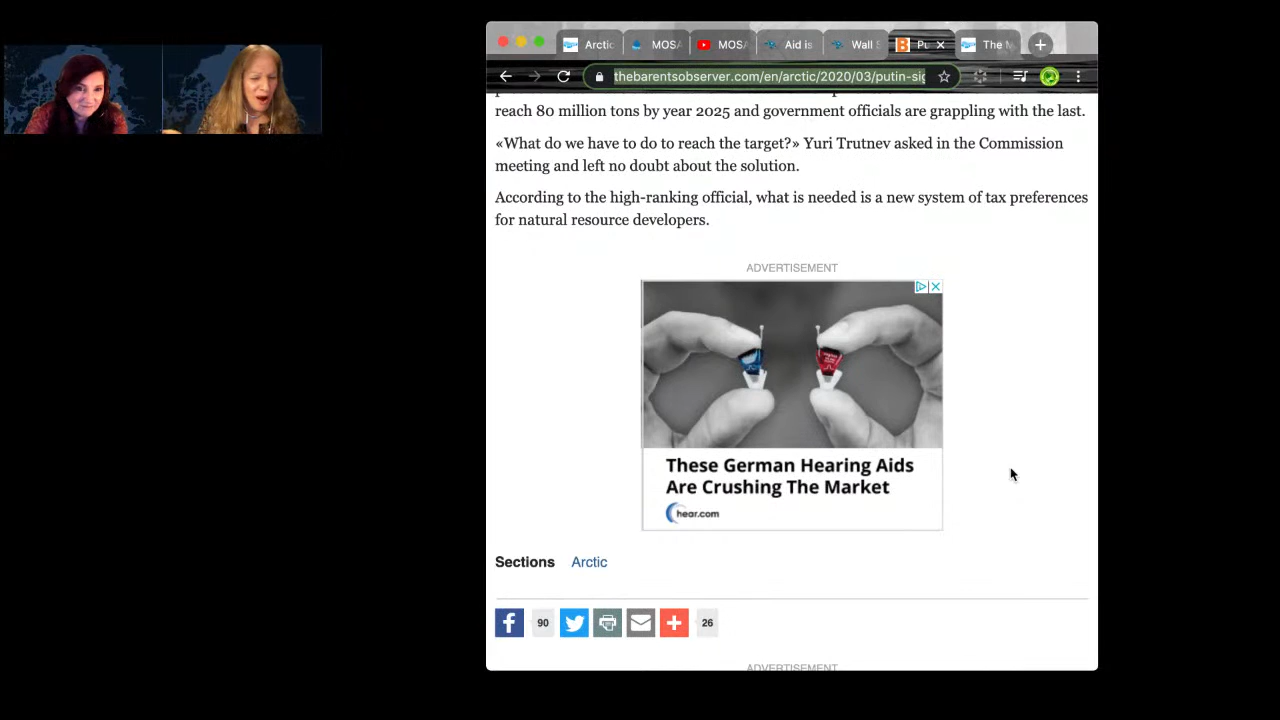 Arctic
MOSA
MOSA
Aid is
Wall S
Pu
The M
thebarentsobserver.com/en/arctic/2020/03/putin-sig
reach 80 million tons by year 2025 and government officials are grappling with the last.
«What do we have to do to reach the target?» Yuri Trutnev asked in the Commission
meeting and left no doubt about the solution.
According to the high-ranking official, what is needed is a new system of tax preferences
for natural resource developers.
ADVERTISEMENT
These German Hearing Aids
Are Crushing The Market
hear.com
Sections Arctic
90
26
ADVERTISEMENT